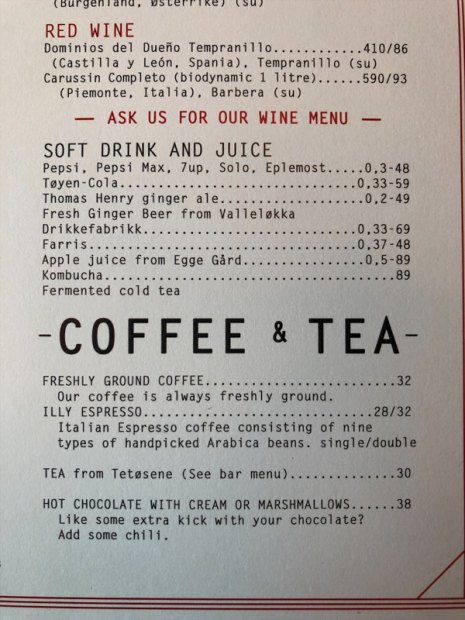 (Burgenland, Østerrike) (su)
RED WINE
Dominios del Dueño Tempranillo............410/86
(Castilla y León, Spania), Tempranillo (su)
Carussin Completo (biodynamic 1 litre)......590/93
(Piemonte, Italia), Barbera (su)
— ASK US FOR OUR WINE MENU —
SOFT DRINK AND JUICE
Pepsi, Pepsi Max, 7up, Solo, Eplemost.....0,3-48
Tøyen-Cola...............................0,33-59
Thomas Henry ginger ale...................0,2-49
Fresh Ginger Beer from Valleløkka
Drikkefabrikk............................0,33-69
Farris...................................0,37-48
Apple juice from Egge Gård................0,5-89
Kombucha......................................89
Fermented cold tea
-COFFEE & TEA-
FRESHLY GROUND COFFEE.........................32
Our coffee is always freshly ground.
ILLY ESPRESSO..............................28/32
Italian Espresso coffee consisting of nine
types of handpicked Arabica beans. single/double
TEA from Tetøsene (See bar menu)..............30
HOT CHOCOLATE WITH CREAM OR MARSHMALLOWS......38
Like some extra kick with your chocolate?
Add some chili.